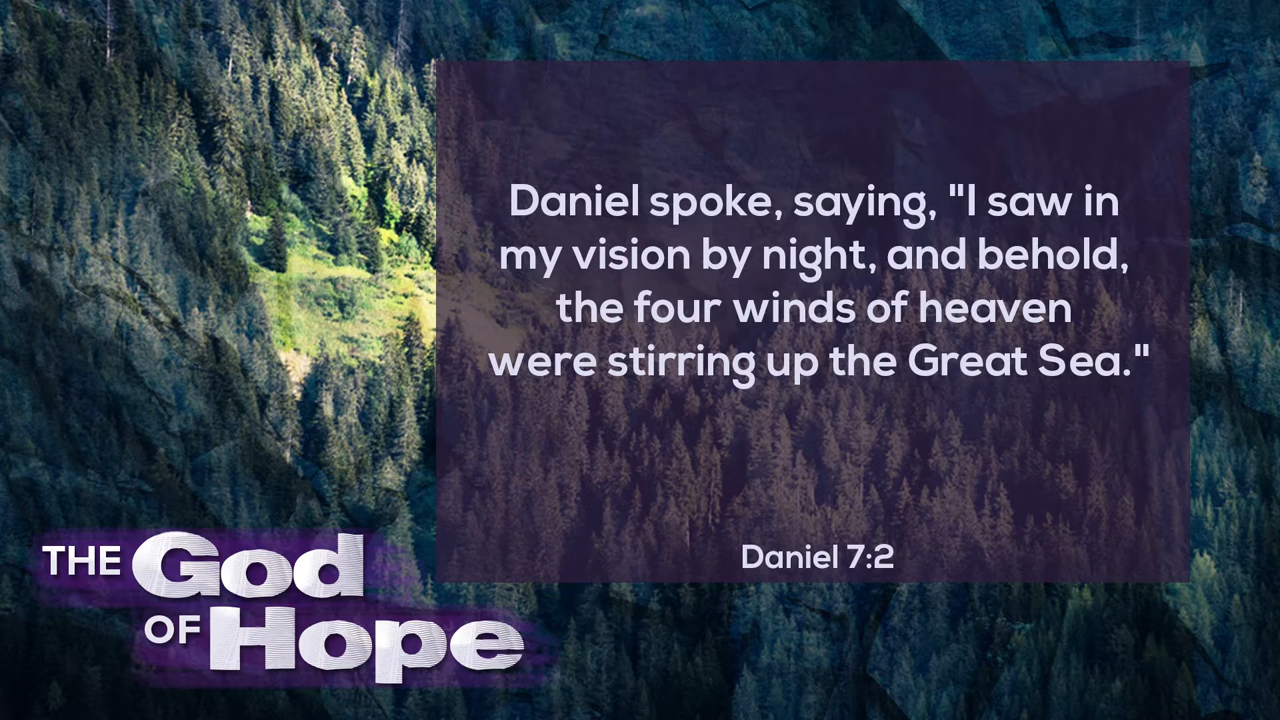 Daniel spoke, saying, "I saw in
my vision by night, and behold,
the four winds of heaven
were stirring up the Great Sea."
Daniel 7:2
THE God
OF Hope